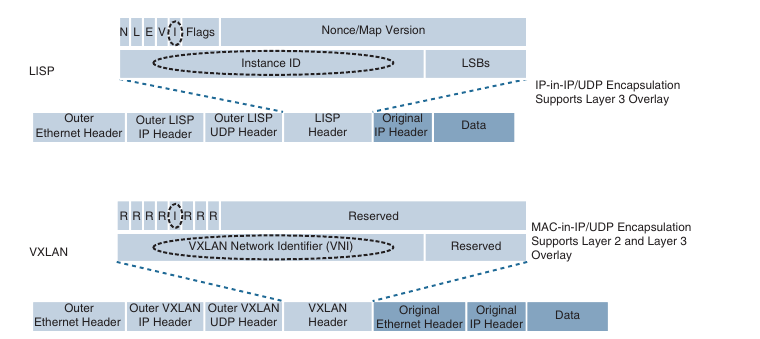 N L E V I Flags Nonce/Map Version
Instance ID LSBs
LISP
IP-in-IP/UDP Encapsulation
Supports Layer 3 Overlay
Outer
Ethernet Header
Outer LISP
IP Header
Outer LISP
UDP Header
LISP
Header
Original
IP Header
Data
R R R R I R R R Reserved
VXLAN Network Identifier (VNI) Reserved
VXLAN
MAC-in-IP/UDP Encapsulation
Supports Layer 2 and Layer 3
Overlay
Outer
Ethernet Header
Outer VXLAN
IP Header
Outer VXLAN
UDP Header
VXLAN
Header
Original
Ethernet Header
Original
IP Header
Data